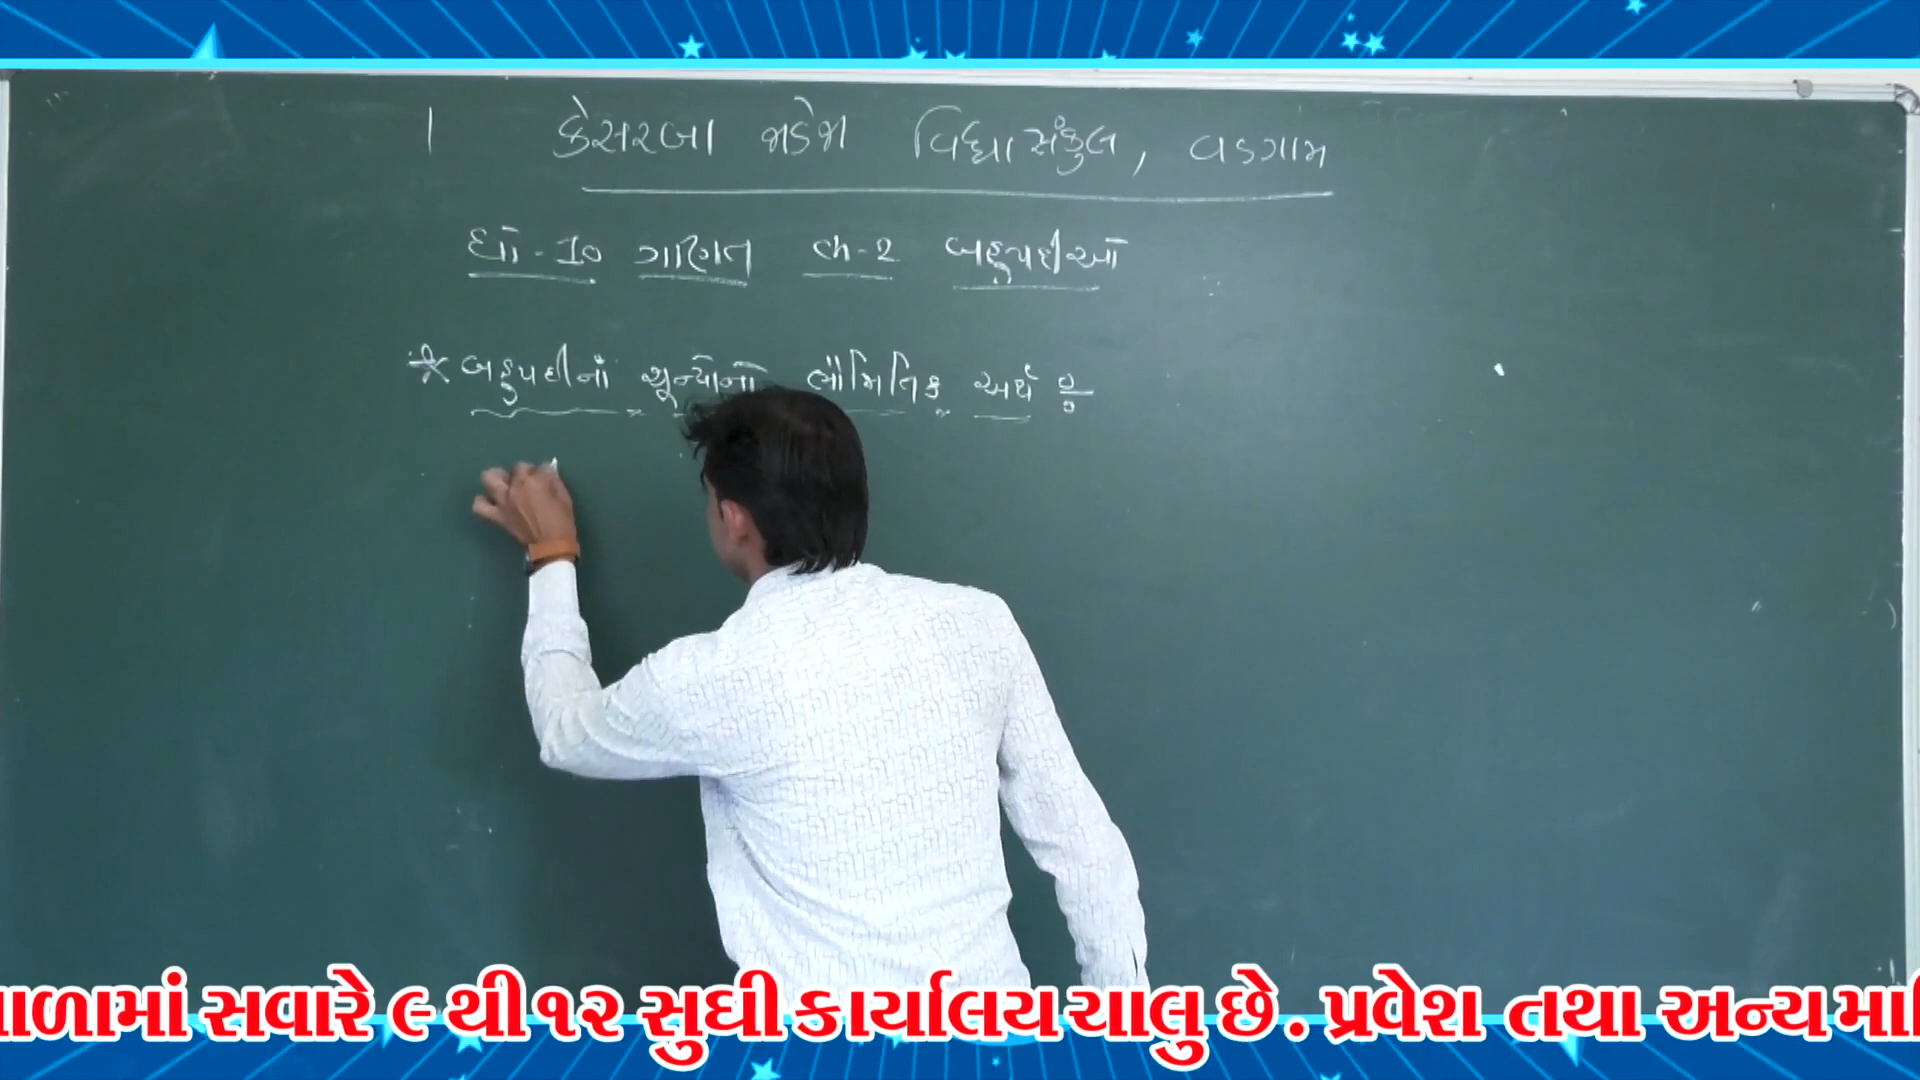 કેસરબા જાડેજા વિદ્યાસંકુલ, વડગામ
ધો - 10 ગણિત ch - 2 બહુપદીઓ
* બહુપદીનાં શૂન્યોનો ભૌમિતિક અર્થ :
ાળામાં સવારે ૯ થી ૧૨ સુધી કાર્યાલય ચાલુ છે. પ્રવેશ તથા અન્ય માહિ